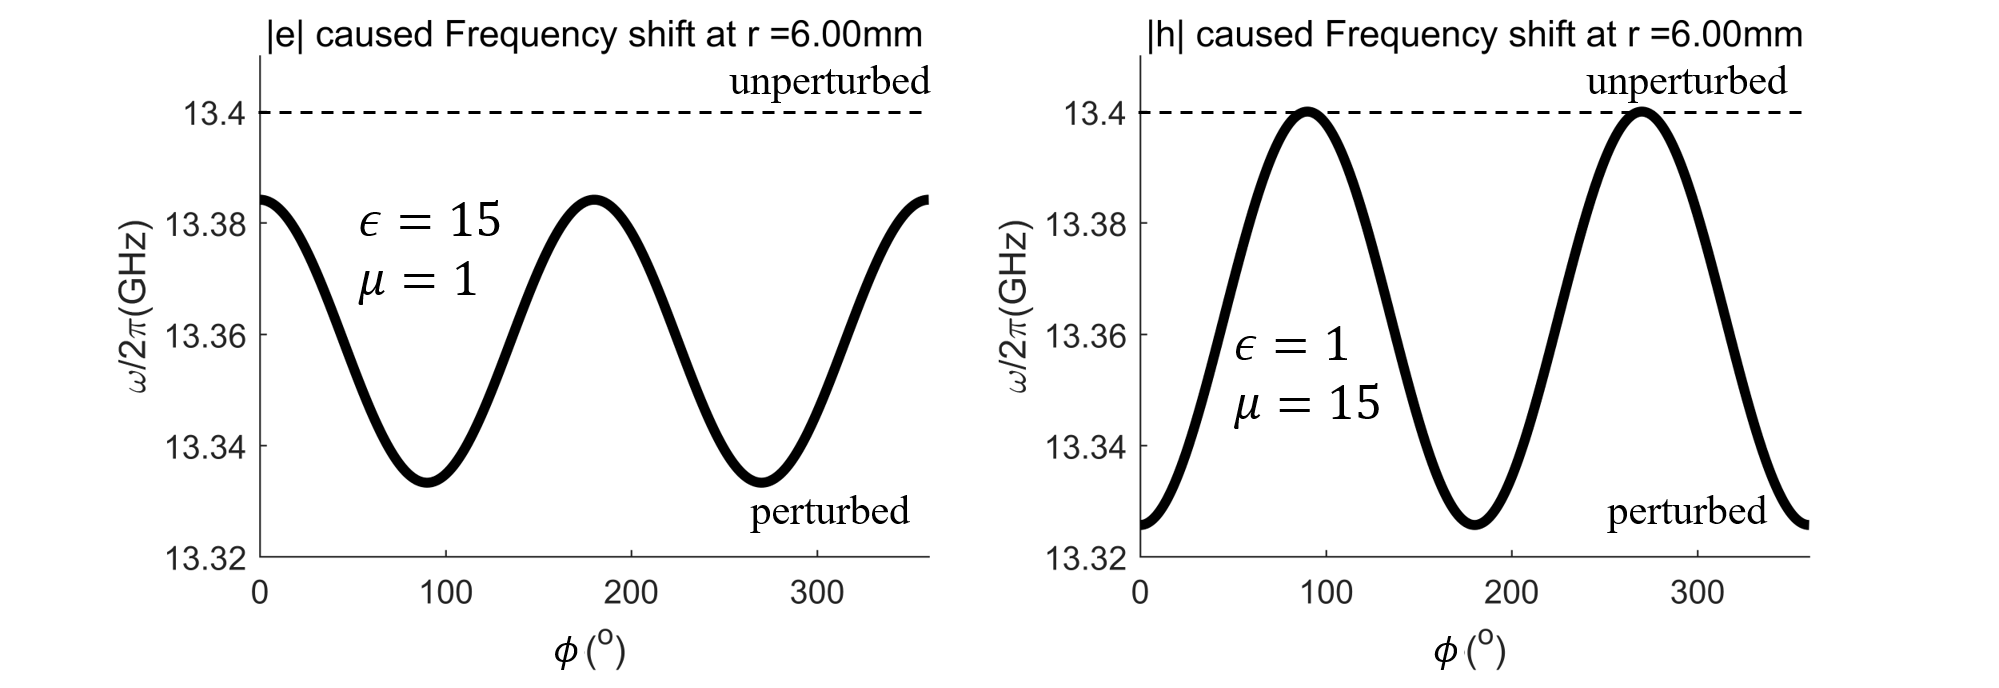 |e| caused Frequency shift at r =6.00mm
unperturbed
13.4
13.38
13.36
13.34
13.32
ω/2π(GHz)
ϵ = 15
μ = 1
perturbed
0
100
200
300
ϕ (°)
|h| caused Frequency shift at r =6.00mm
unperturbed
13.4
13.38
13.36
13.34
13.32
ω/2π(GHz)
ϵ = 1
μ = 15
perturbed
0
100
200
300
ϕ (°)